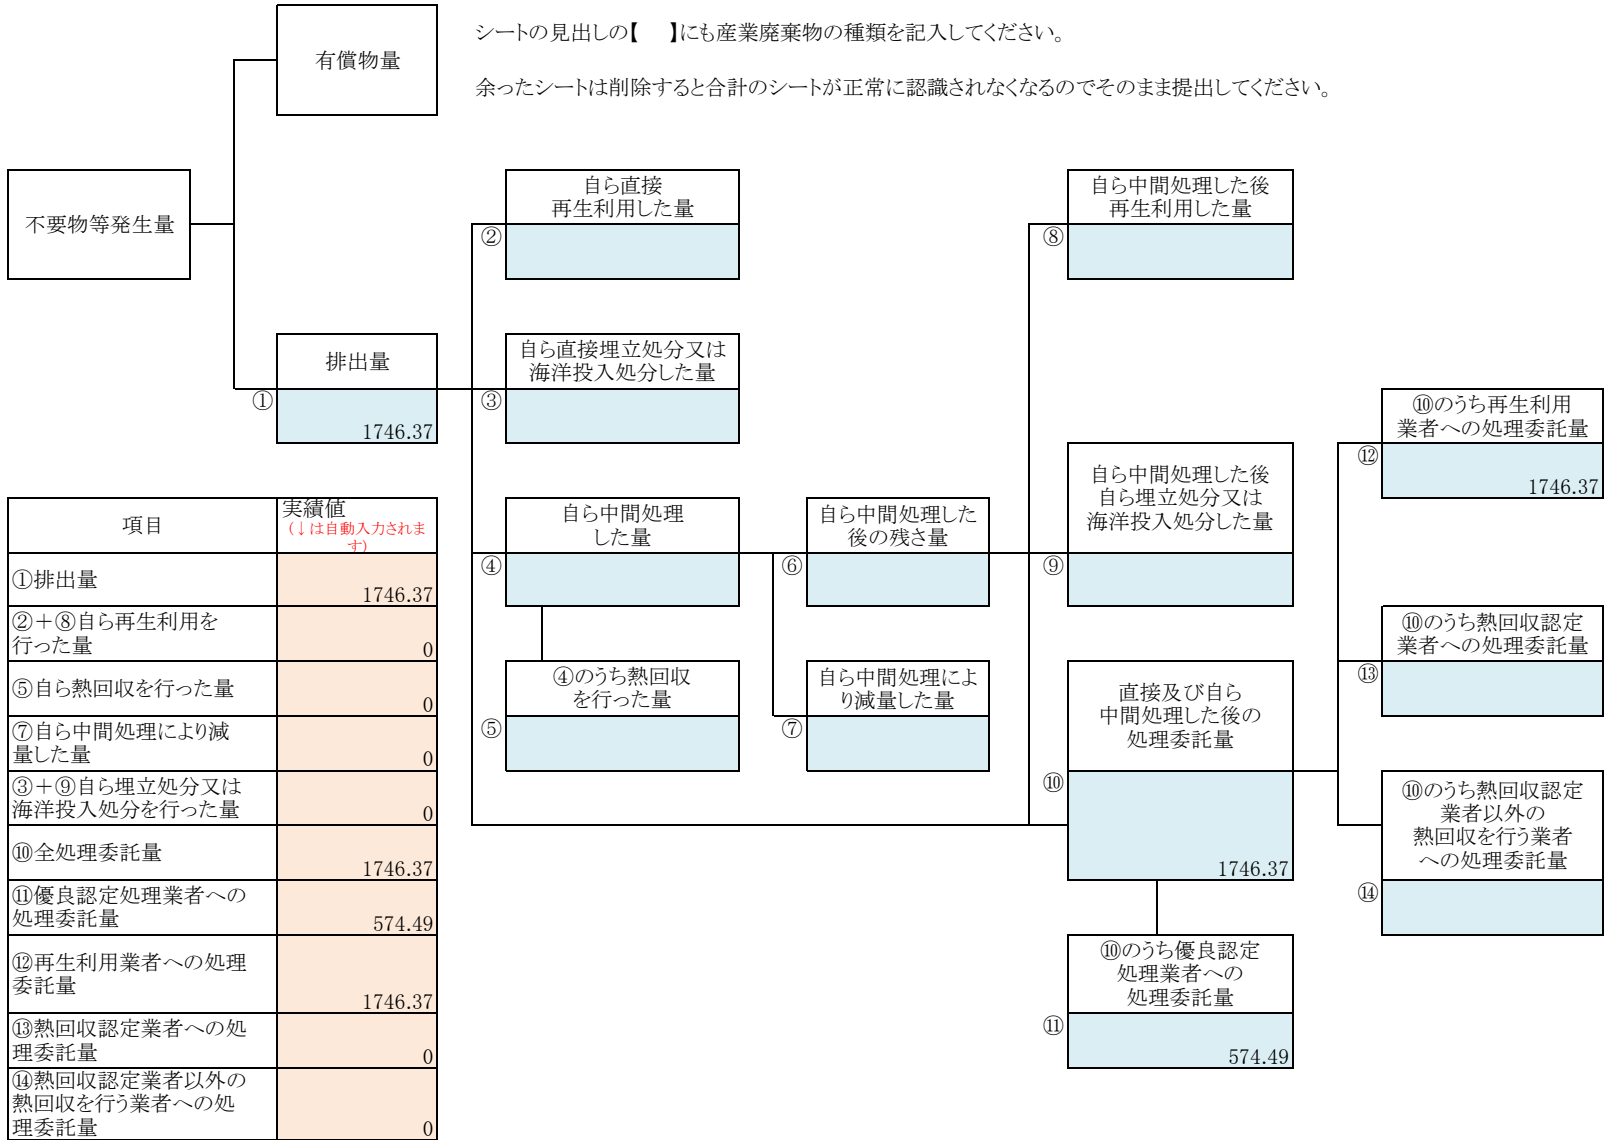 シートの見出しの【　】にも産業廃棄物の種類を記入してください。
有償物量
余ったシートは削除すると合計のシートが正常に認識されなくなるのでそのまま提出してください。
不要物等発生量
自ら直接
再生利用した量
②
自ら中間処理した後
再生利用した量
⑧
排出量
①
1746.37
自ら直接埋立処分又は
海洋投入処分した量
③
⑩のうち再生利用
業者への処理委託量
⑫
1746.37
自ら中間処理
した量
④
自ら中間処理した
後の残さ量
⑥
自ら中間処理した後
自ら埋立処分又は
海洋投入処分した量
⑨
⑩のうち熱回収認定
業者への処理委託量
⑬
④のうち熱回収
を行った量
⑤
自ら中間処理によ
り減量した量
⑦
直接及び自ら
中間処理した後の
処理委託量
⑩
1746.37
⑩のうち熱回収認定
業者以外の
熱回収を行う業者
への処理委託量
⑭
⑩のうち優良認定
処理業者への
処理委託量
⑪
574.49
項目
実績値
(↓は自動入力されま
す)
①排出量
1746.37
②+⑧自ら再生利用を
行った量
0
⑤自ら熱回収を行った量
0
⑦自ら中間処理により減
量した量
0
③+⑨自ら埋立処分又は
海洋投入処分を行った量
0
⑩全処理委託量
1746.37
⑪優良認定処理業者への
処理委託量
574.49
⑫再生利用業者への処理
委託量
1746.37
⑬熱回収認定業者への処
理委託量
0
⑭熱回収認定業者以外の
熱回収を行う業者への処
理委託量
0